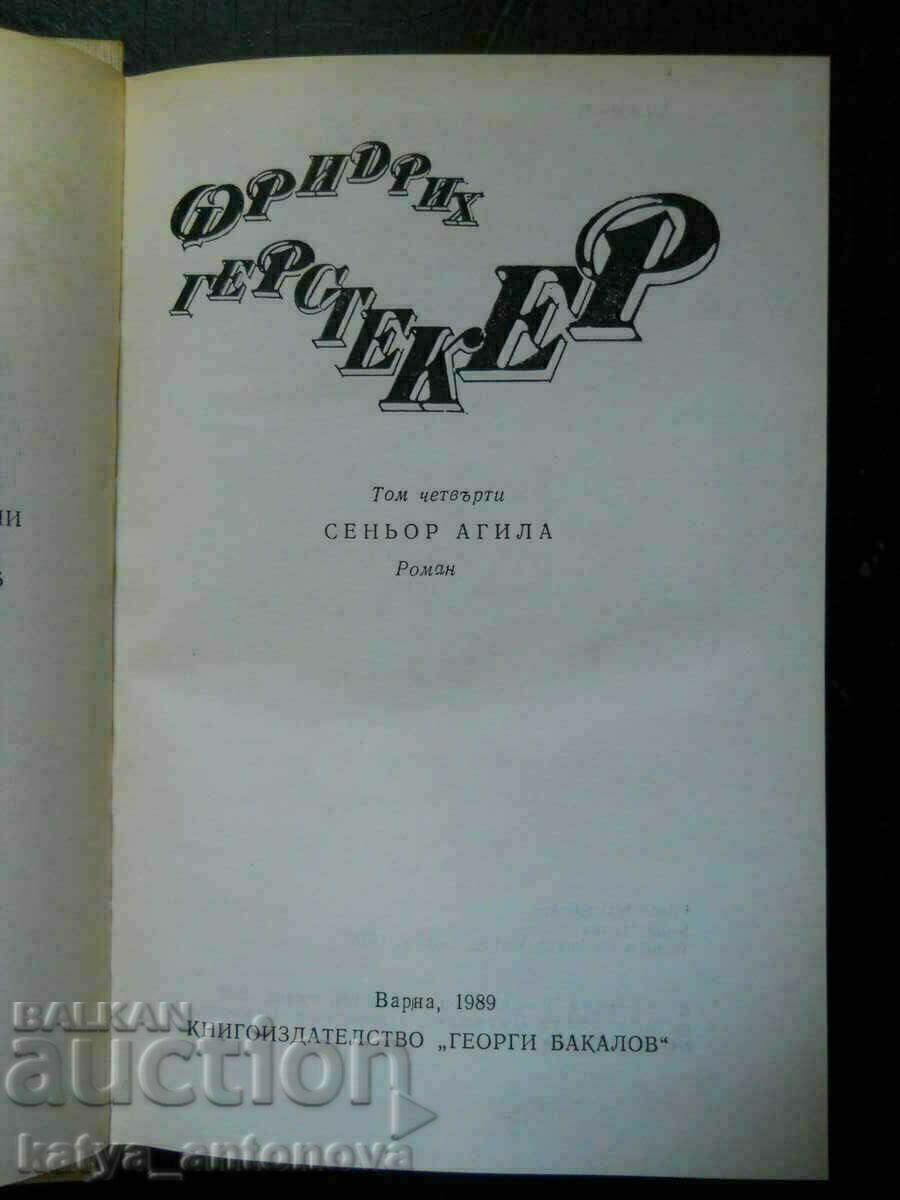 ФРИДРИХ
ГЕРСТЕКЕР
Том четвърти
СЕНЬОР АГИЛА
Роман
Варна, 1989
КНИГОИЗДАТЕЛСТВО „ГЕОРГИ БАКАЛОВ“
BALKAN
auction
katya_antonova